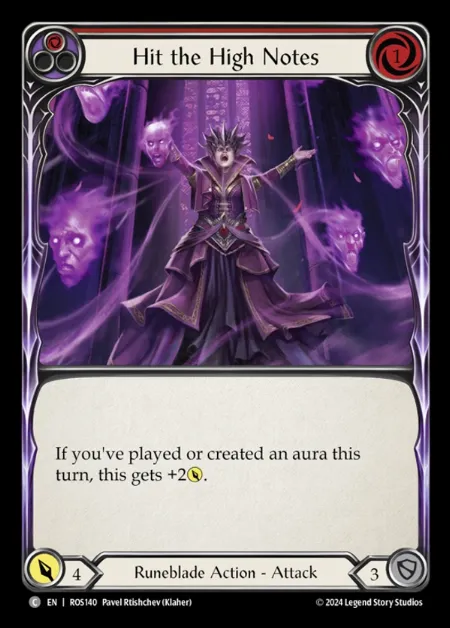 Hit the High Notes
1
If you've played or created an aura this
turn, this gets +2.
4
Runeblade Action - Attack
3
C EN | ROS140 Pavel Rtishchev (Klaher)
© 2024 Legend Story Studios